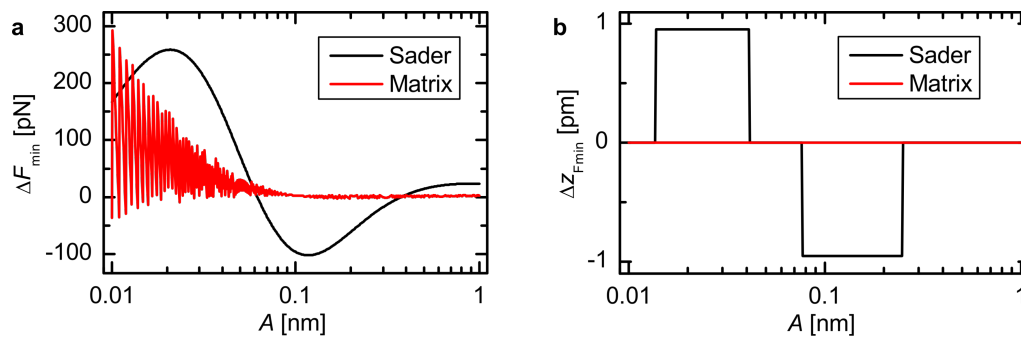 a
300
200
100
0
-100
ΔF_min [pN]
Sader
Matrix
0.01
0.1
1
A [nm]
b
1
0
-1
Δz_Fmin [pm]
Sader
Matrix
0.01
0.1
1
A [nm]